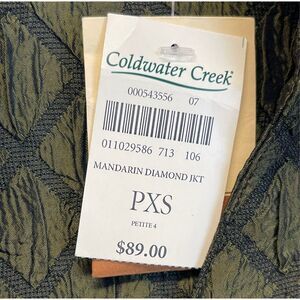 Coldwater Creek
000543556 07
011029586 713 106
MANDARIN DIAMOND JKT
PXS
PETITE 4
$89.00